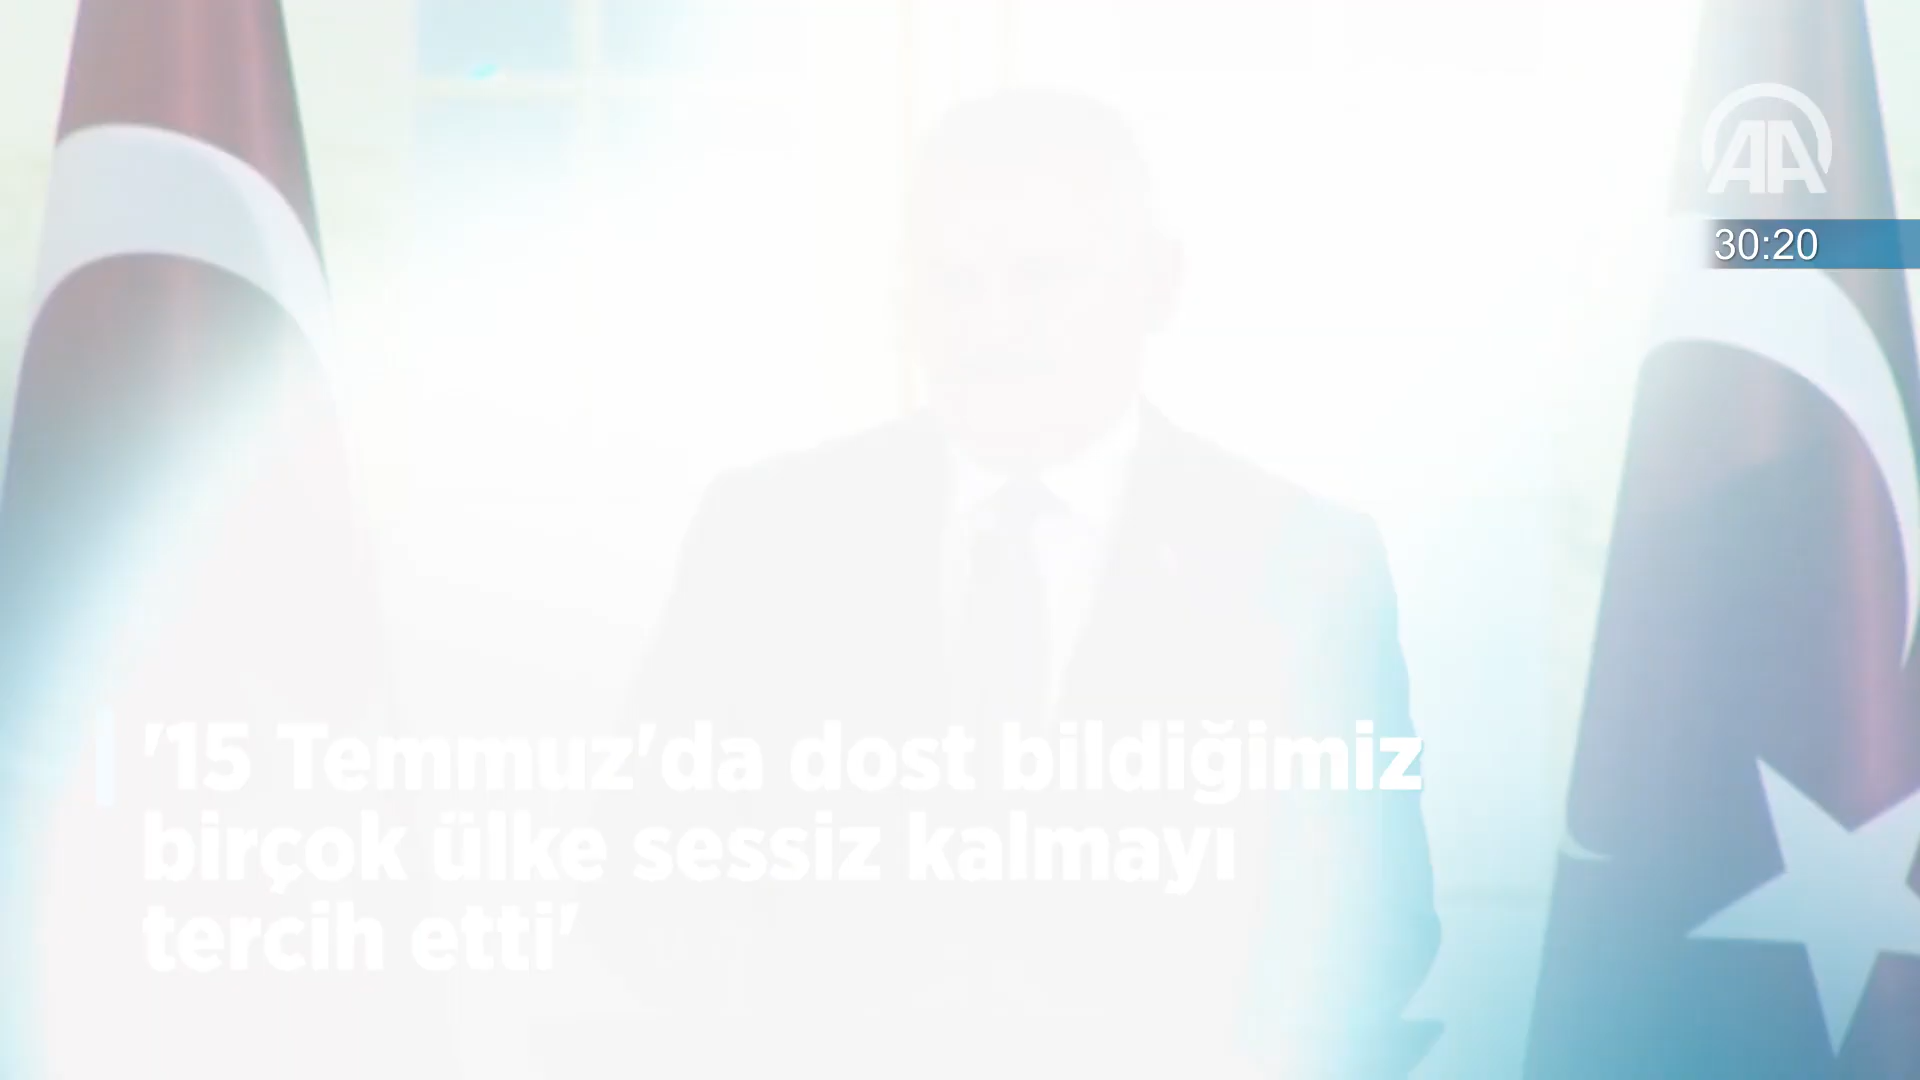 AA
30:20
'15 Temmuz'da dost bildiğimiz
birçok ülke sessiz kalmayı
tercih etti'